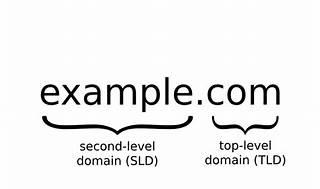 example.com
second-level
domain (SLD)
top-level
domain (TLD)